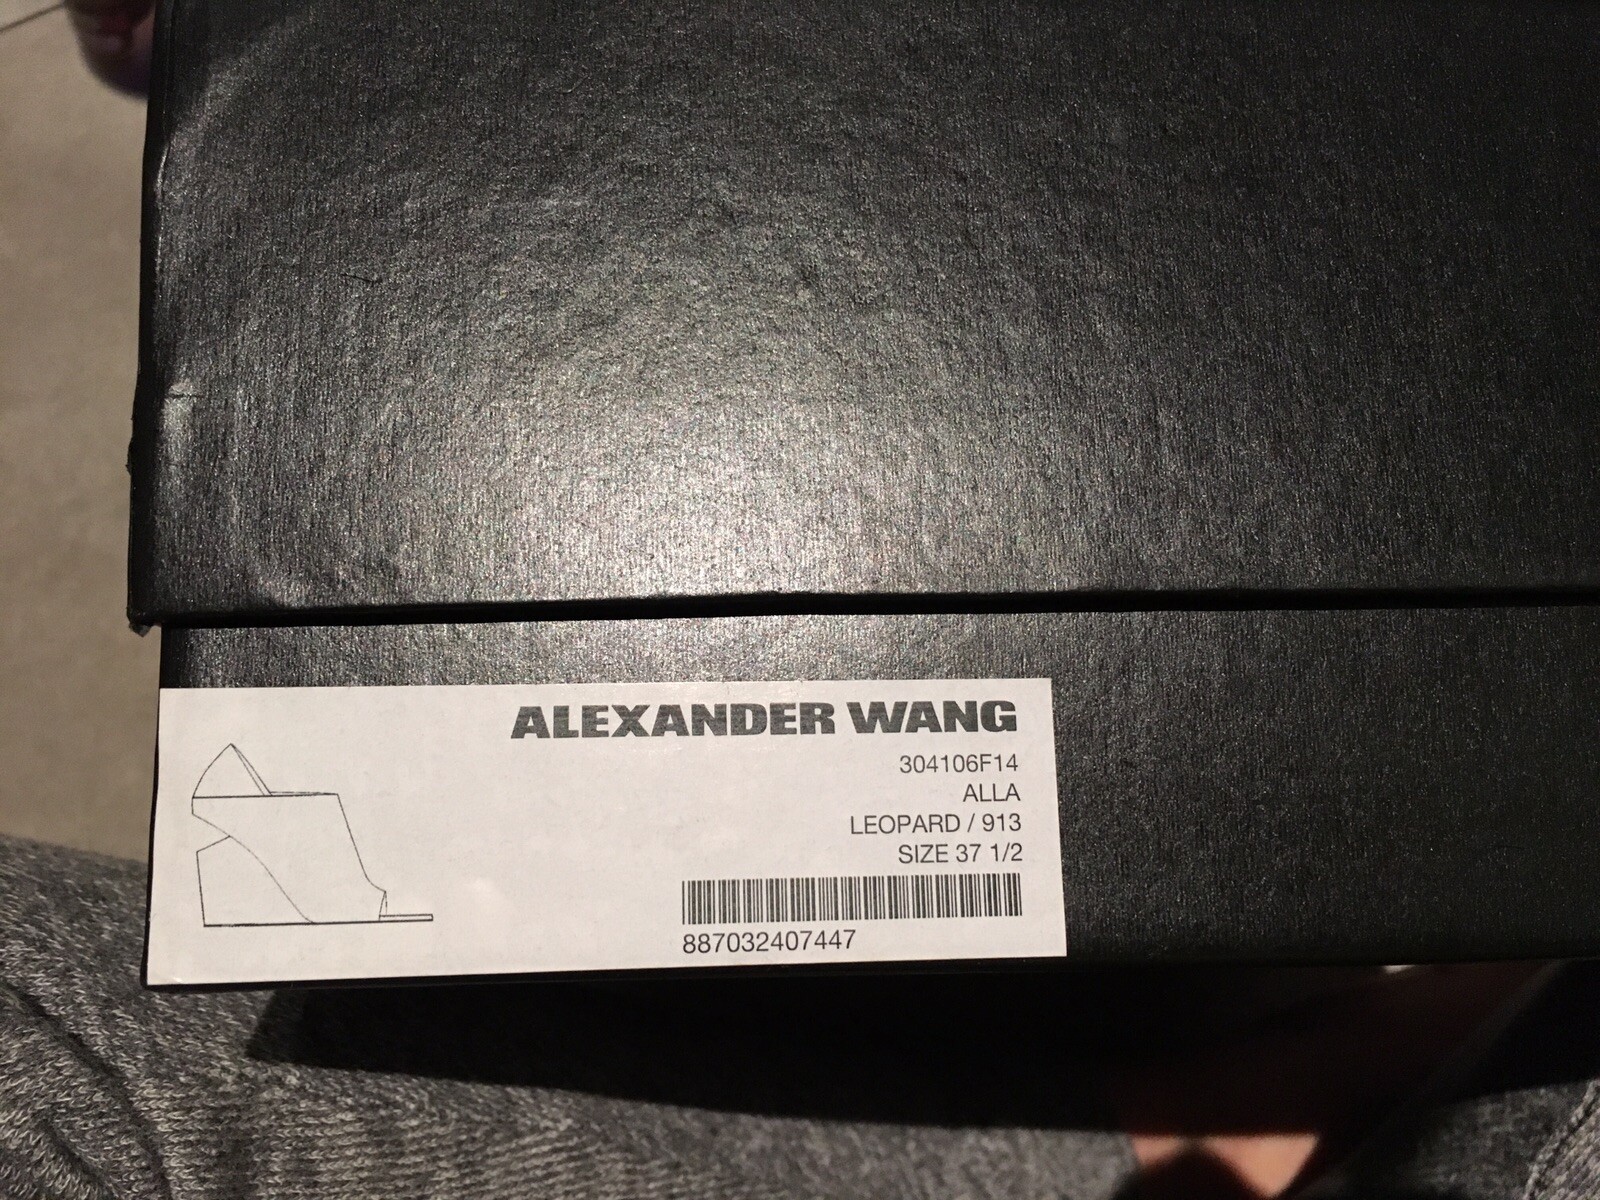 ALEXANDER WANG
304106F14
ALLA
LEOPARD / 913
SIZE 37 1/2
887032407447